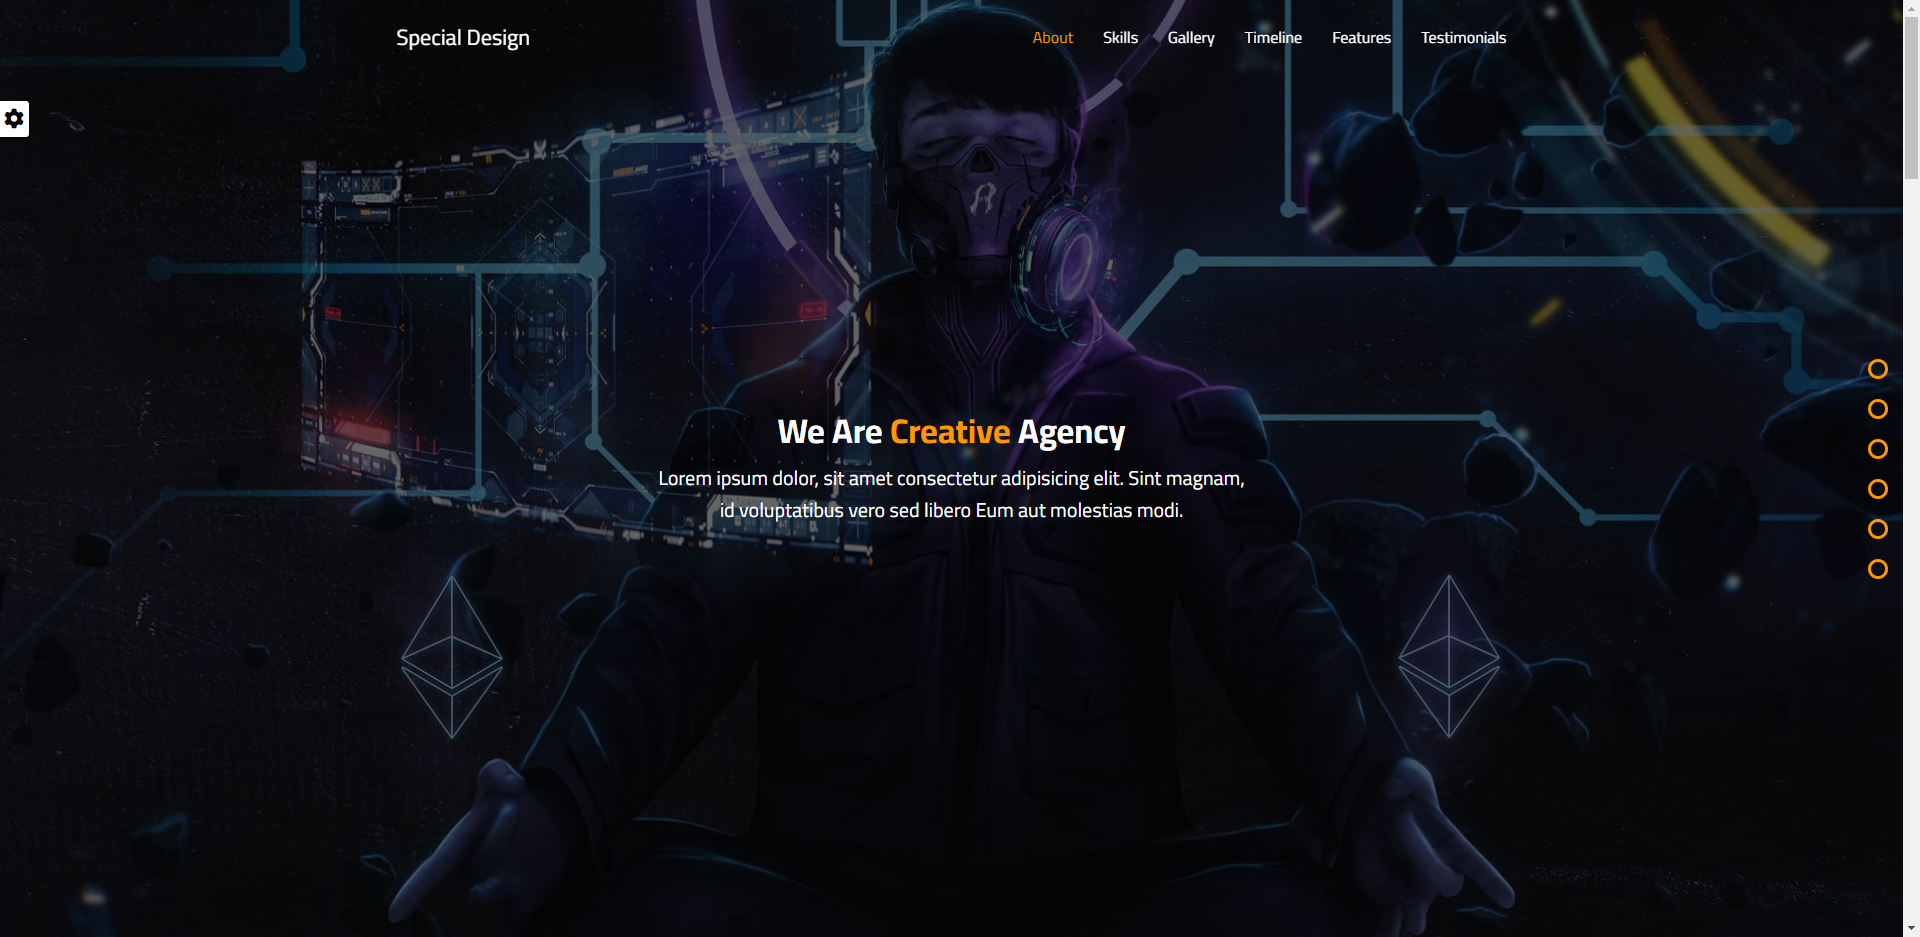 Special Design
About Skills Gallery Timeline Features Testimonials
We Are Creative Agency
Lorem ipsum dolor, sit amet consectetur adipisicing elit. Sint magnam,
id voluptatibus vero sed libero Eum aut molestias modi.